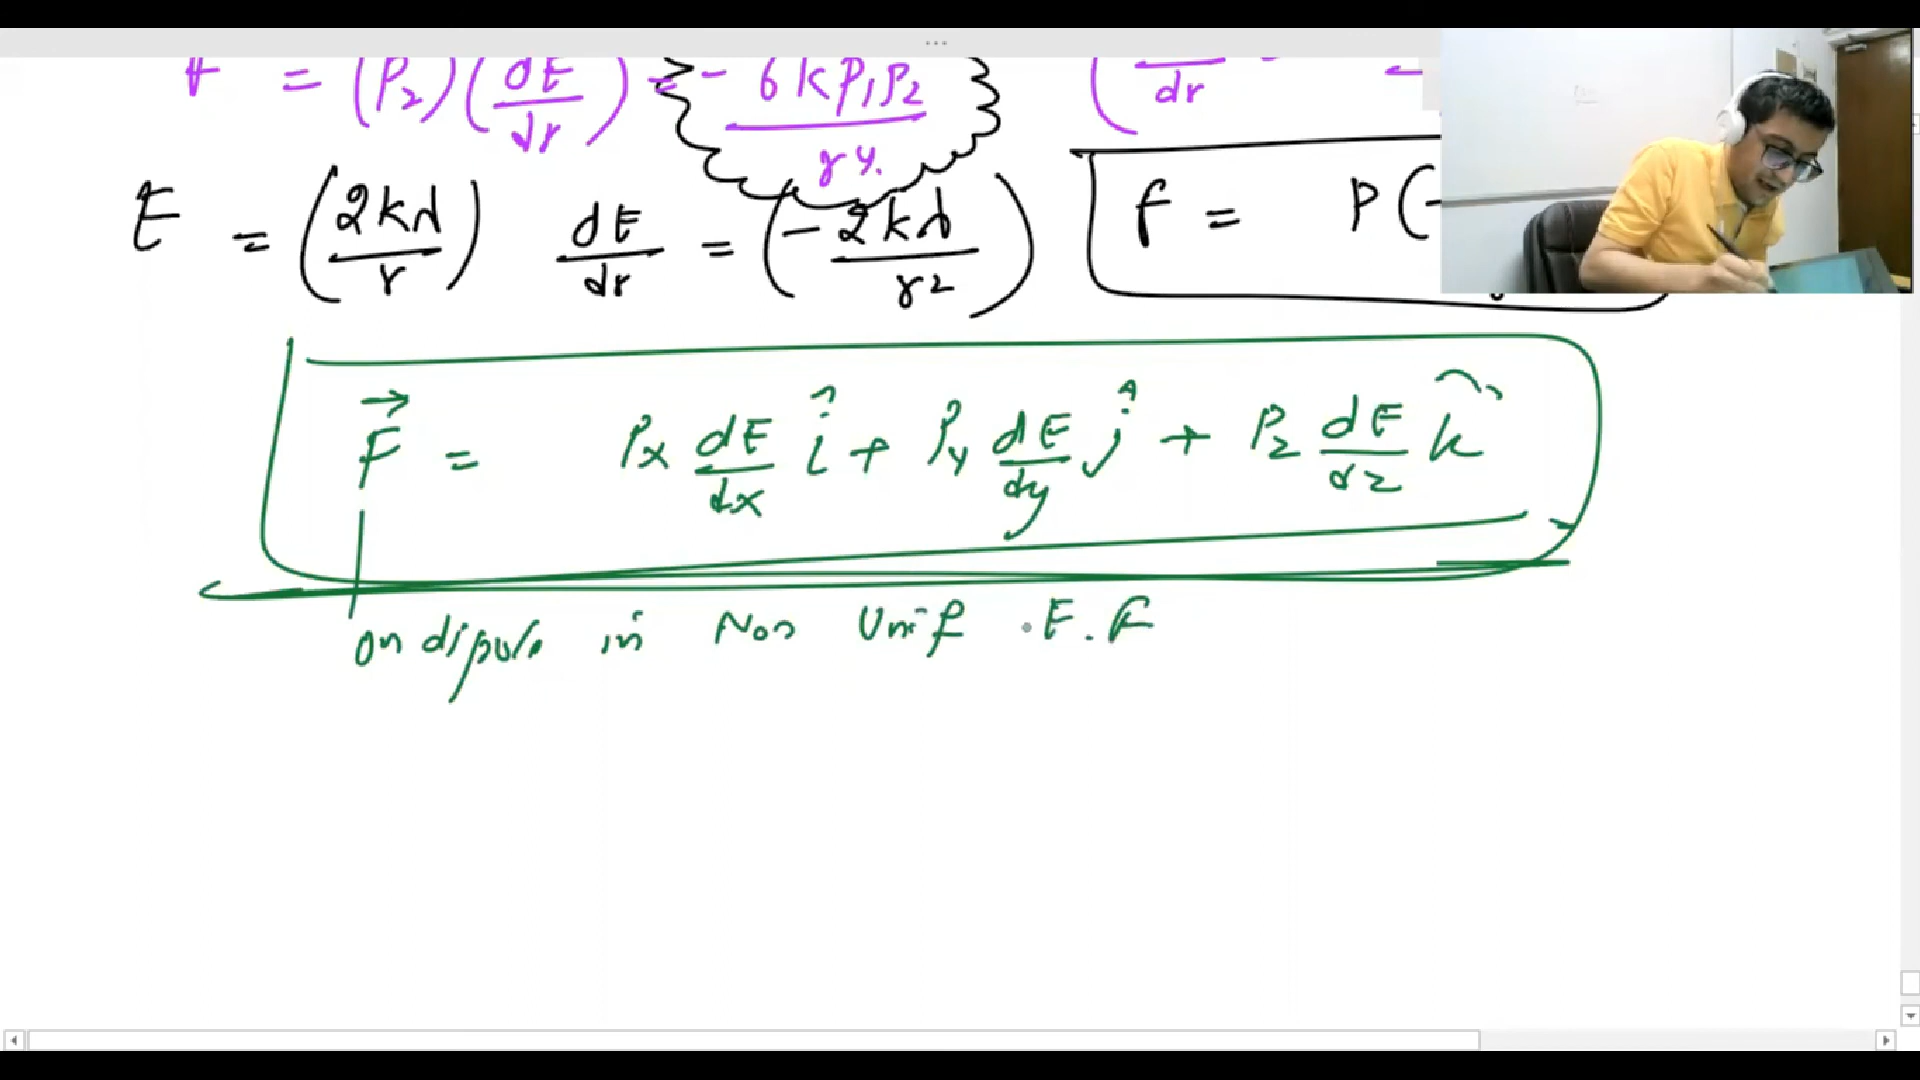 F = (P₂)(dE/dr) = - 6kP₁P₂/r⁴. (dr
E = (2kλ/r) dE/dr = (-2kλ/r²) f = P(-
F⃗ = Px dE/dx î + Py dE/dy ĵ + Pz dE/dz k̂
on dipole in Non Unif . E.F